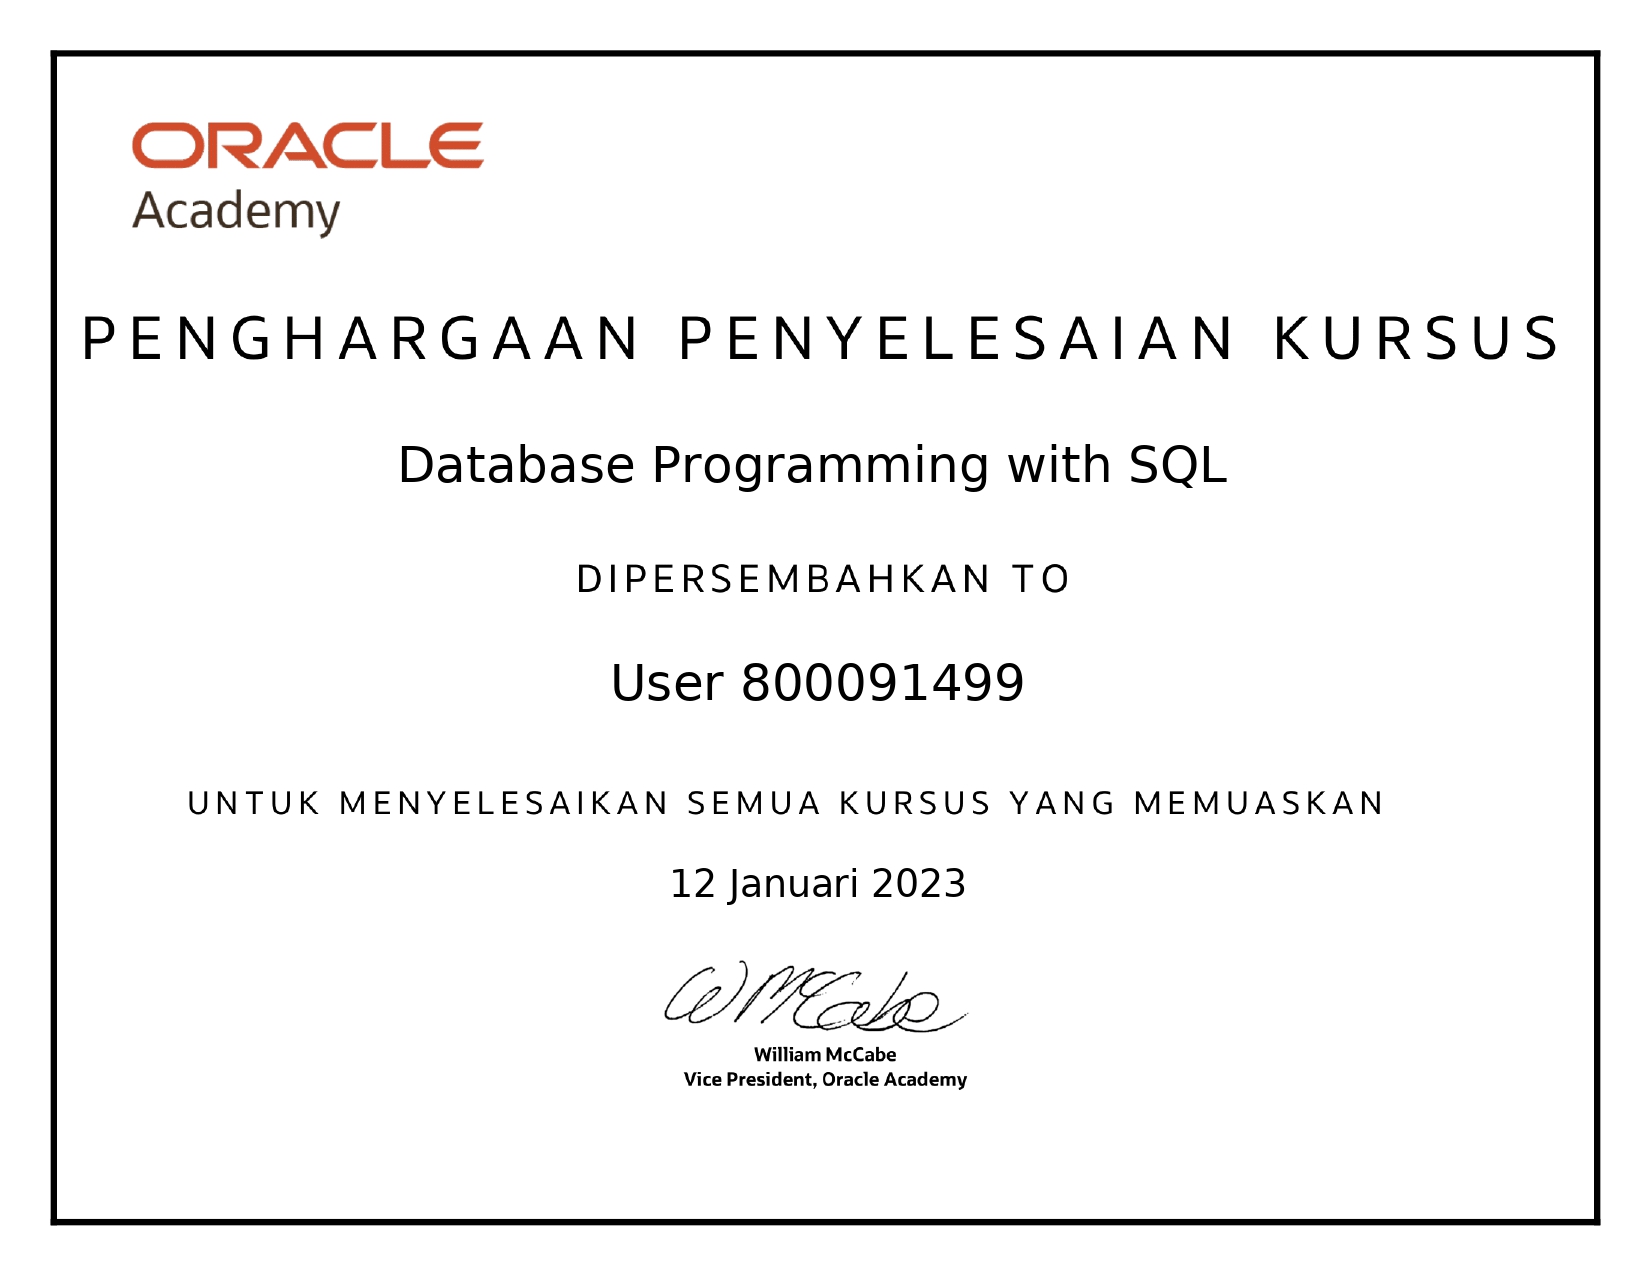 ORACLE
Academy
PENGHARGAAN PENYELESAIAN KURSUS
Database Programming with SQL
DIPERSEMBAHKAN TO
User 800091499
UNTUK MENYELESAIKAN SEMUA KURSUS YANG MEMUASKAN
12 Januari 2023
W McCabe
William McCabe
Vice President, Oracle Academy